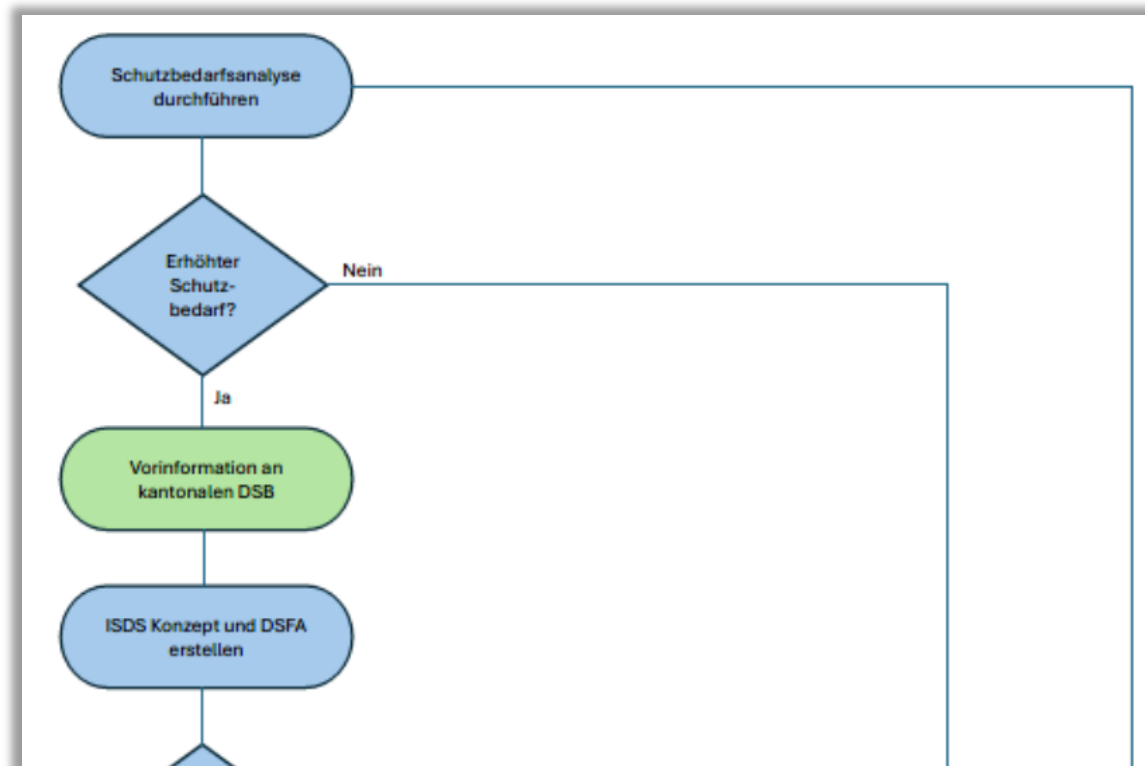 Schutzbedarfsanalyse
durchführen
Erhöhter
Schutz-
bedarf?
Nein
Ja
Vorinformation an
kantonalen DSB
ISDS Konzept und DSFA
erstellen